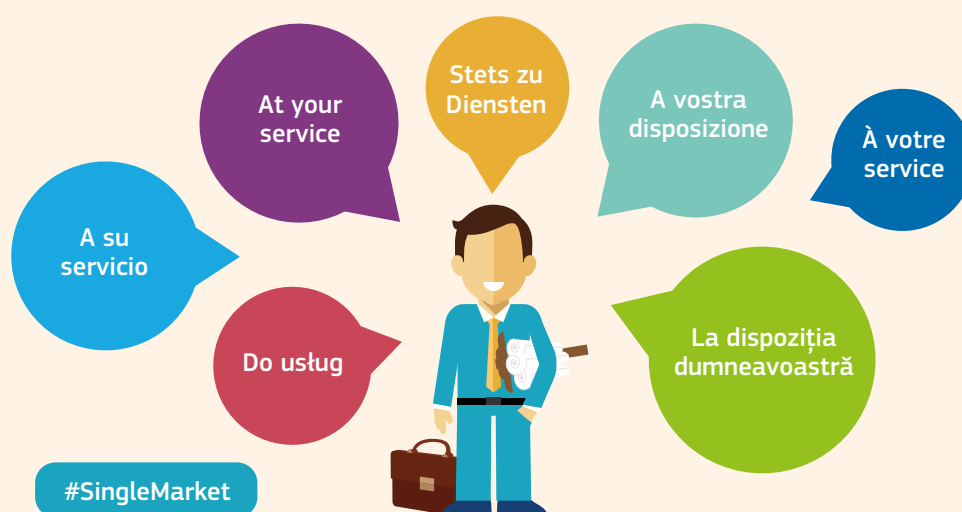 Stets zu
Diensten
At your
service
A vostra
disposizione
À votre
service
A su
servicio
Do usług
La dispoziția
dumneavoastră
#SingleMarket